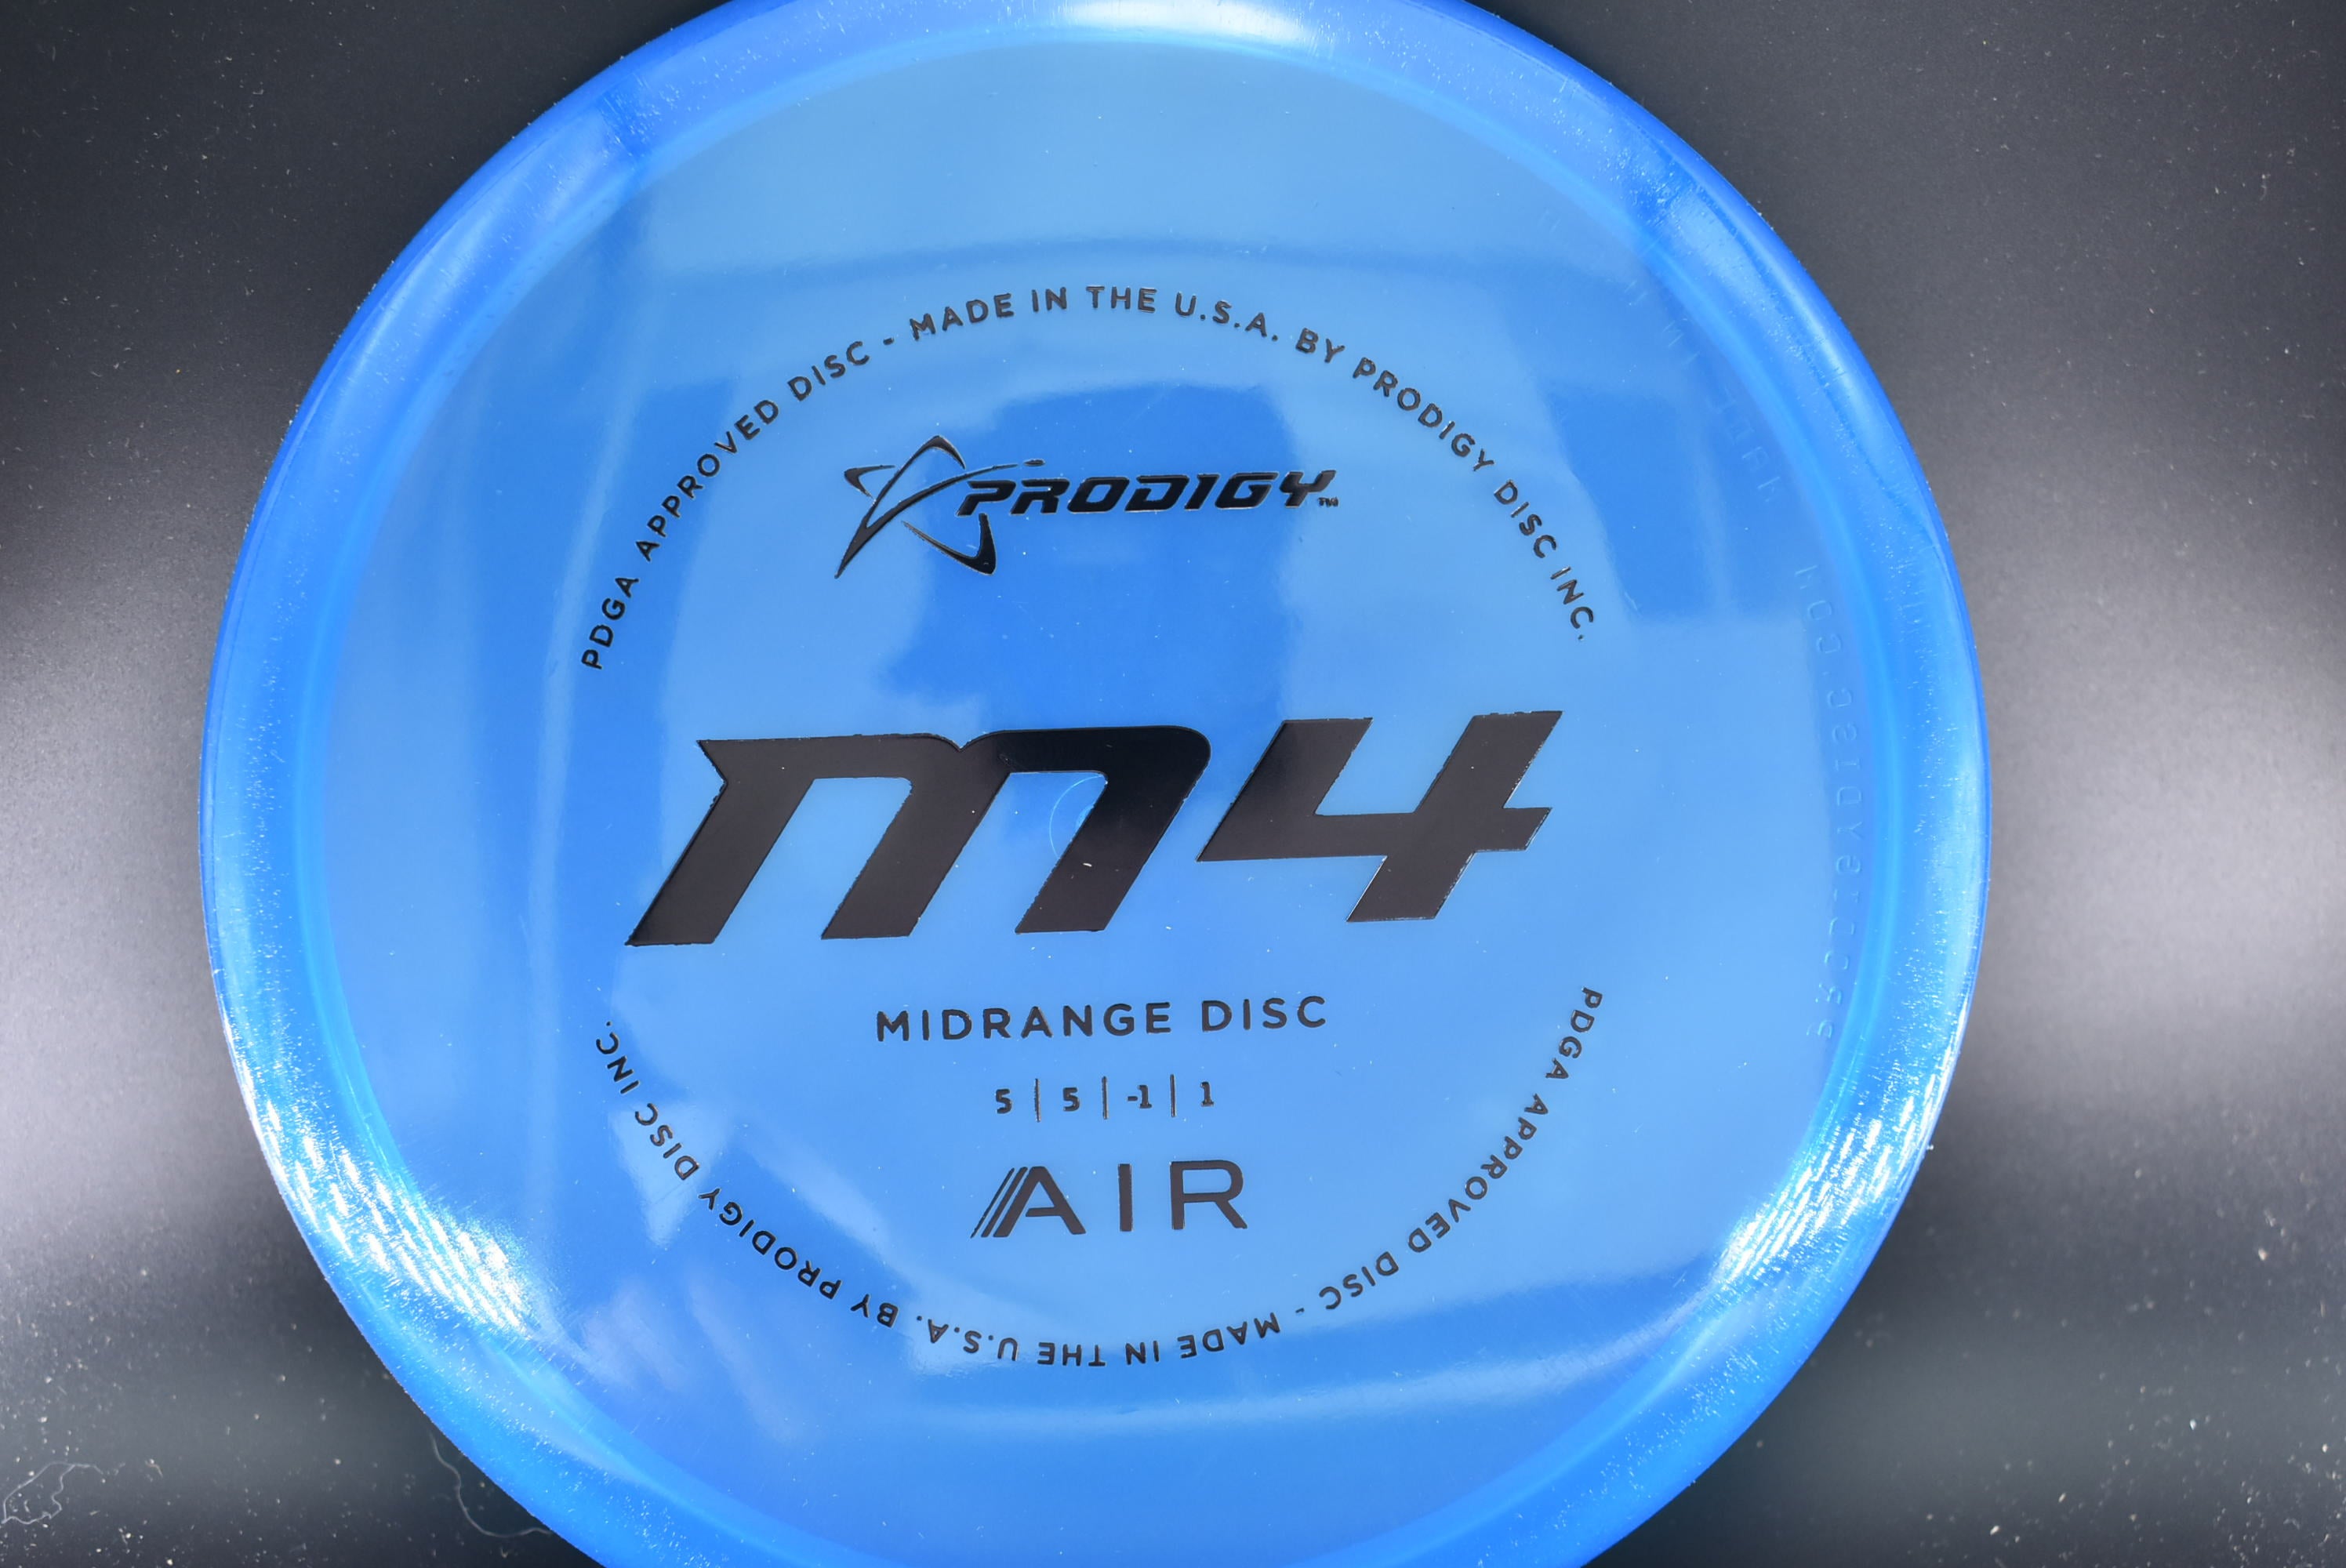 PDGA APPROVED DISC - MADE IN THE U.S.A. BY PRODIGY DISC INC.
PRODIGY™
M4
MIDRANGE DISC
5 | 5 | -1 | 1
AIR
PDGA APPROVED DISC - MADE IN THE U.S.A. BY PRODIGY DISC INC.